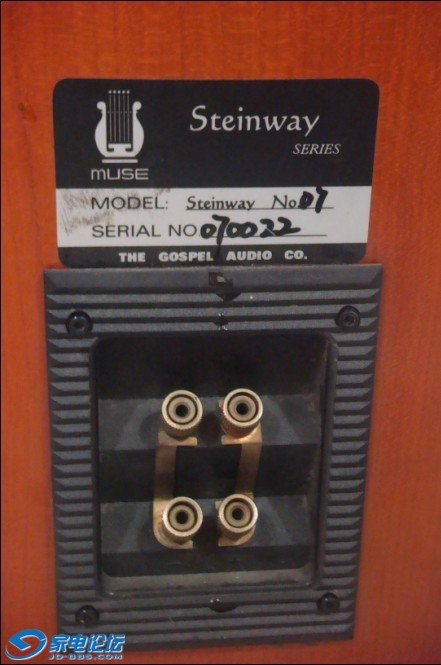 Steinway
SERIES
MUSE
MODEL: Steinway No 07
SERIAL NO 070022
THE GOSPEL AUDIO CO.
家电论坛
JD-BBS.COM